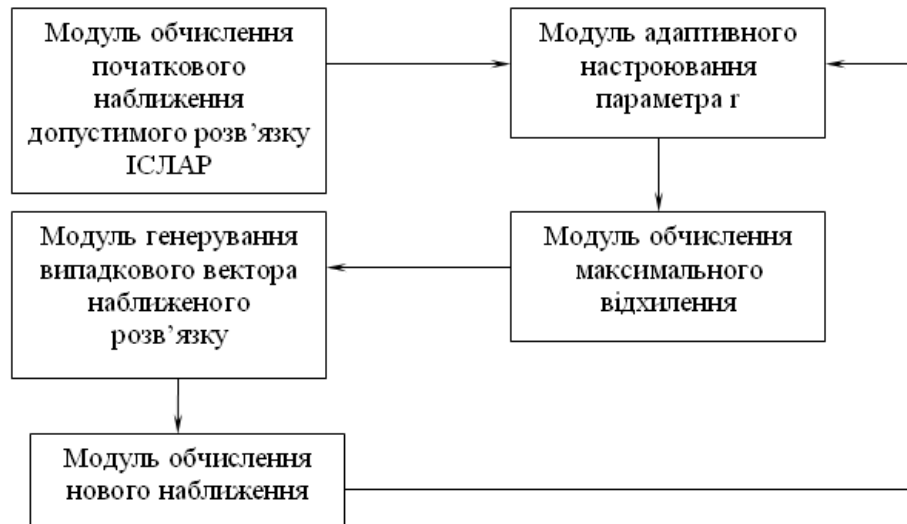 Модуль обчислення
початкового
наближення
допустимого розв’язку
ІСЛАР
Модуль адаптивного
настроювання
параметра r
Модуль генерування
випадкового вектора
наближеного
розв’язку
Модуль обчислення
максимального
відхилення
Модуль обчислення
нового наближення